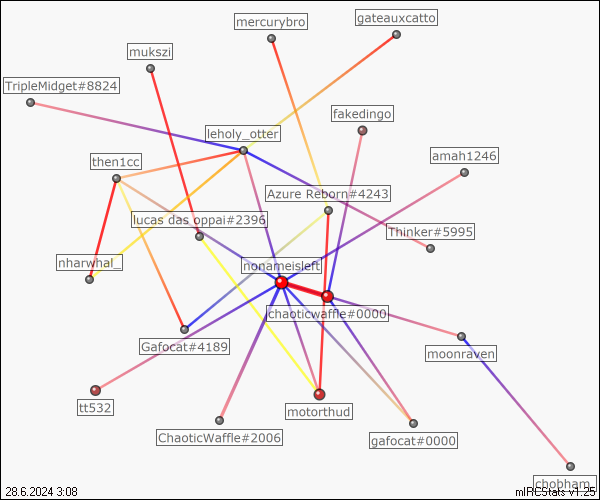 gateauxcatto
mercurybro
mukszi
TripleMidget#8824
fakedingo
leholy_otter
amah1246
then1cc
Azure Reborn#4243
lucas das oppai#2396
Thinker#5995
nharwhal_
nonameisleft
chaoticwaffle#0000
Gafocat#4189
moonraven
tt532
motorthud
ChaoticWaffle#2006
gafocat#0000
chobham_
28.6.2024 3:08
mIRCStats v1.25